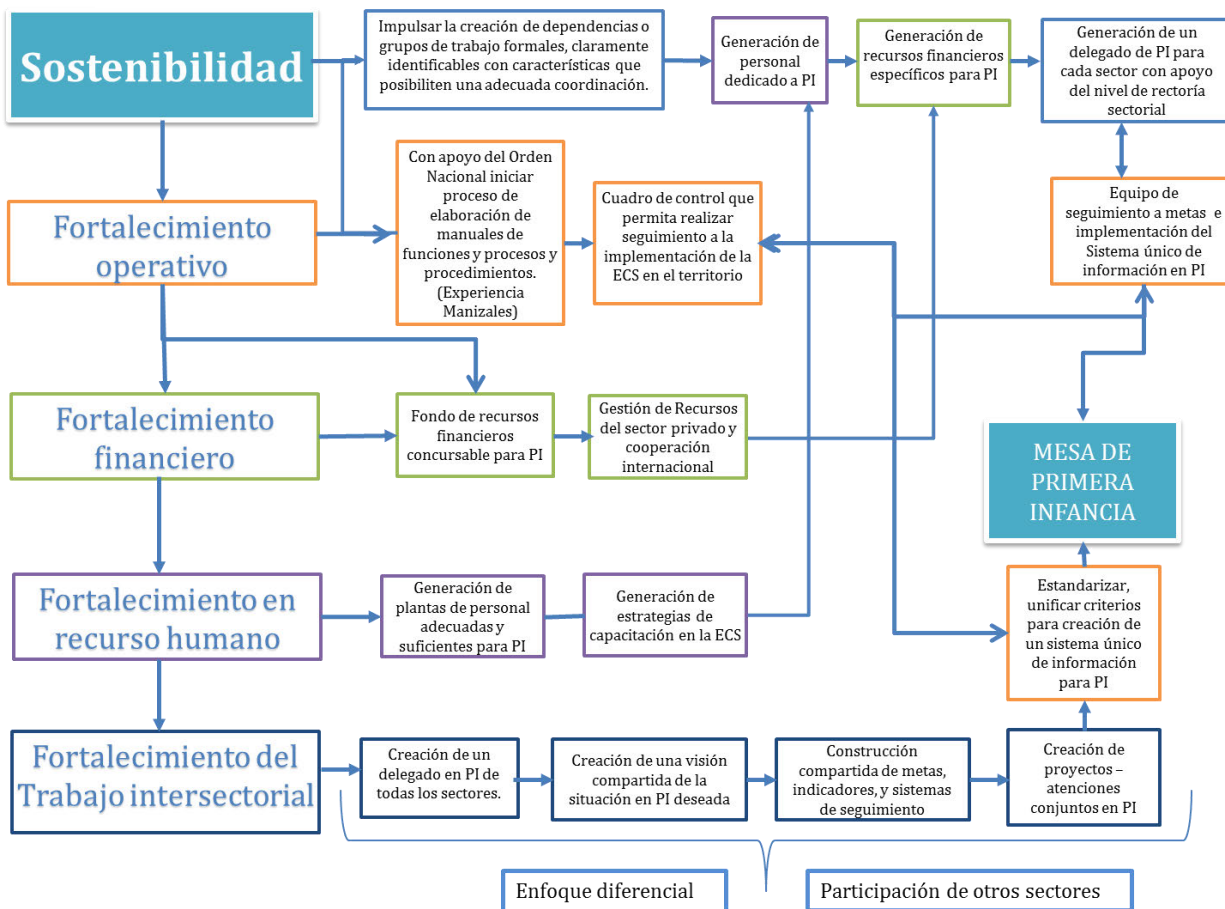 Sostenibilidad
Impulsar la creación de dependencias o
grupos de trabajo formales, claramente
identificables con características que
posibiliten una adecuada coordinación.
Generación de
personal
dedicado a PI
Generación de
recursos financieros
específicos para PI
Generación de un
delegado de PI para
cada sector con apoyo
del nivel de rectoría
sectorial
Fortalecimiento
operativo
Con apoyo del Orden
Nacional iniciar
proceso de
elaboración de
manuales de
funciones y procesos y
procedimientos.
(Experiencia
Manizales)
Cuadro de control que
permita realizar
seguimiento a la
implementación de la
ECS en el territorio
Equipo de
seguimiento a metas e
implementación del
Sistema único de
información en PI
Fortalecimiento
financiero
Fondo de recursos
financieros
concursable para PI
Gestión de Recursos
del sector privado y
cooperación
internacional
MESA DE
PRIMERA
INFANCIA
Fortalecimiento en
recurso humano
Generación de
plantas de personal
adecuadas y
suficientes para PI
Generación de
estrategias de
capacitación en la ECS
Estandarizar,
unificar criterios
para creación de
un sistema único
de información
para PI
Fortalecimiento del
Trabajo intersectorial
Creación de un
delegado en PI de
todas los sectores.
Creación de una visión
compartida de la
situación en PI deseada
Construcción
compartida de metas,
indicadores, y sistemas
de seguimiento
Creación de
proyectos –
atenciones
conjuntos en PI
Enfoque diferencial
Participación de otros sectores